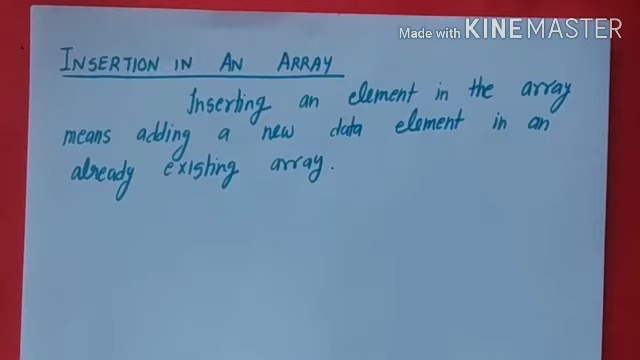 Made with KINEMASTER
INSERTION IN AN ARRAY
Inserting an element in the array
means adding a new data element in an
already existing array.